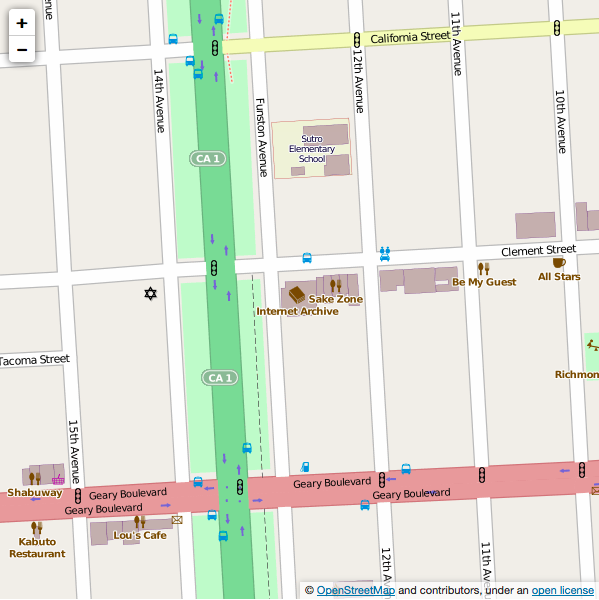 +
−
California Street
11th Avenue
12th Avenue
14th Avenue
Funston Avenue
10th Avenue
CA 1
Sutro
Elementary
School
Clement Street
Be My Guest
All Stars
Sake Zone
Internet Archive
Tacoma Street
CA 1
Richmon
15th Avenue
Shabuway
Geary Boulevard
Geary Boulevard
Geary Boulevard
Geary Boulevard
Kabuto
Restaurant
Lou's Cafe
12th Av
11th Ave
© OpenStreetMap and contributors, under an open license